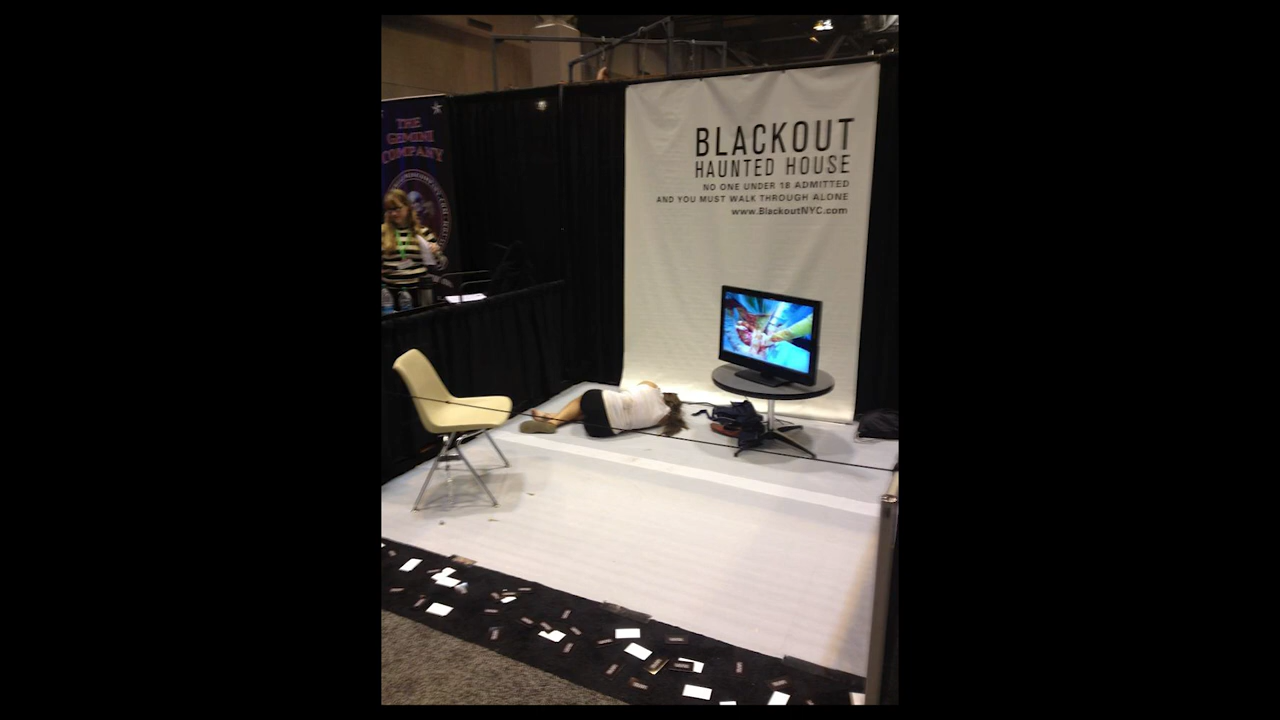 THE
GEMINI
COMPANY
BLACKOUT
HAUNTED HOUSE
NO ONE UNDER 18 ADMITTED
AND YOU MUST WALK THROUGH ALONE
www.BlackoutNYC.com